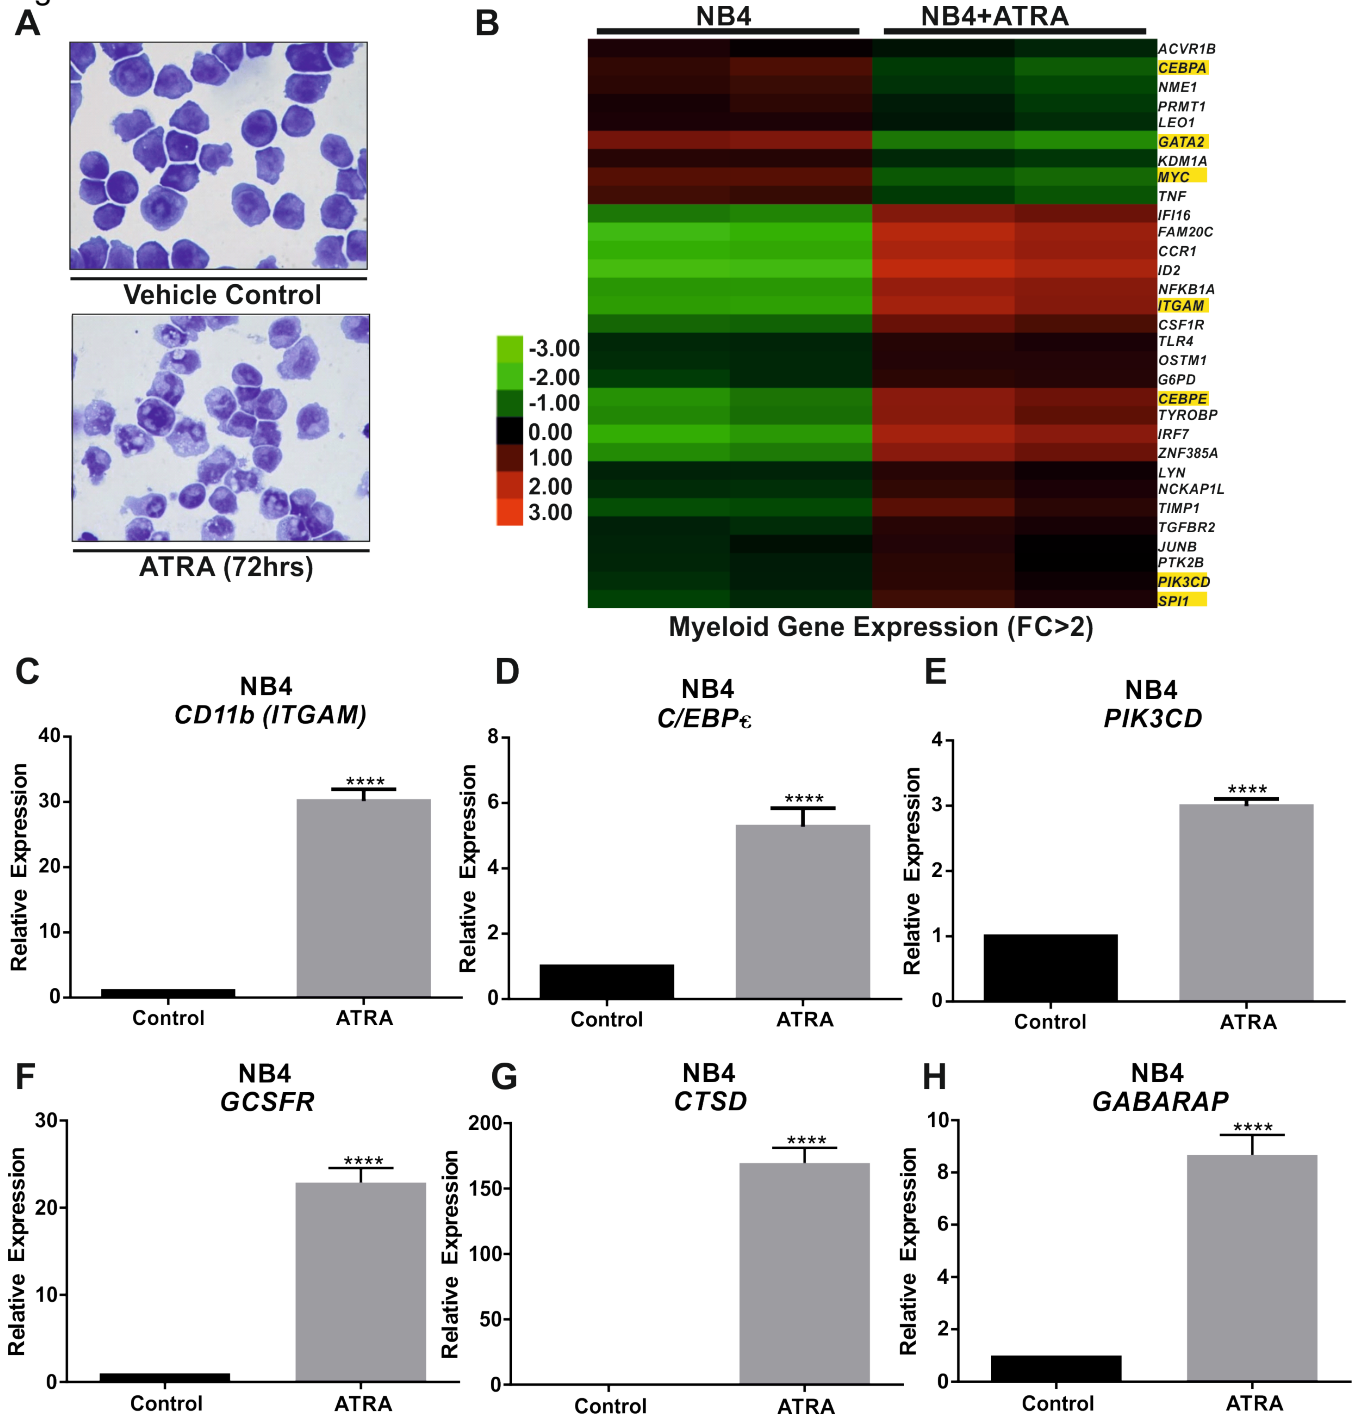 A
Vehicle Control
ATRA (72hrs)
B
NB4 NB4+ATRA
ACVR1B
CEBPA
NME1
PRMT1
LEO1
GATA2
KDM1A
MYC
TNF
IFI16
FAM20C
CCR1
ID2
NFKB1A
ITGAM
CSF1R
TLR4
OSTM1
G6PD
CEBPE
TYROBP
IRF7
ZNF385A
LYN
NCKAP1L
TIMP1
TGFBR2
JUNB
PTK2B
PIK3CD
SPI1
-3.00
-2.00
-1.00
0.00
1.00
2.00
3.00
Myeloid Gene Expression (FC>2)
C
NB4
CD11b (ITGAM)
Relative Expression
40
30
20
10
0
****
Control ATRA
D
NB4
C/EBPϵ
Relative Expression
8
6
4
2
0
****
Control ATRA
E
NB4
PIK3CD
Relative Expression
4
3
2
1
0
****
Control ATRA
F
NB4
GCSFR
Relative Expression
30
20
10
0
****
Control ATRA
G
NB4
CTSD
Relative Expression
200
150
100
50
0
****
Control ATRA
H
NB4
GABARAP
Relative Expression
10
8
6
4
2
0
****
Control ATRA